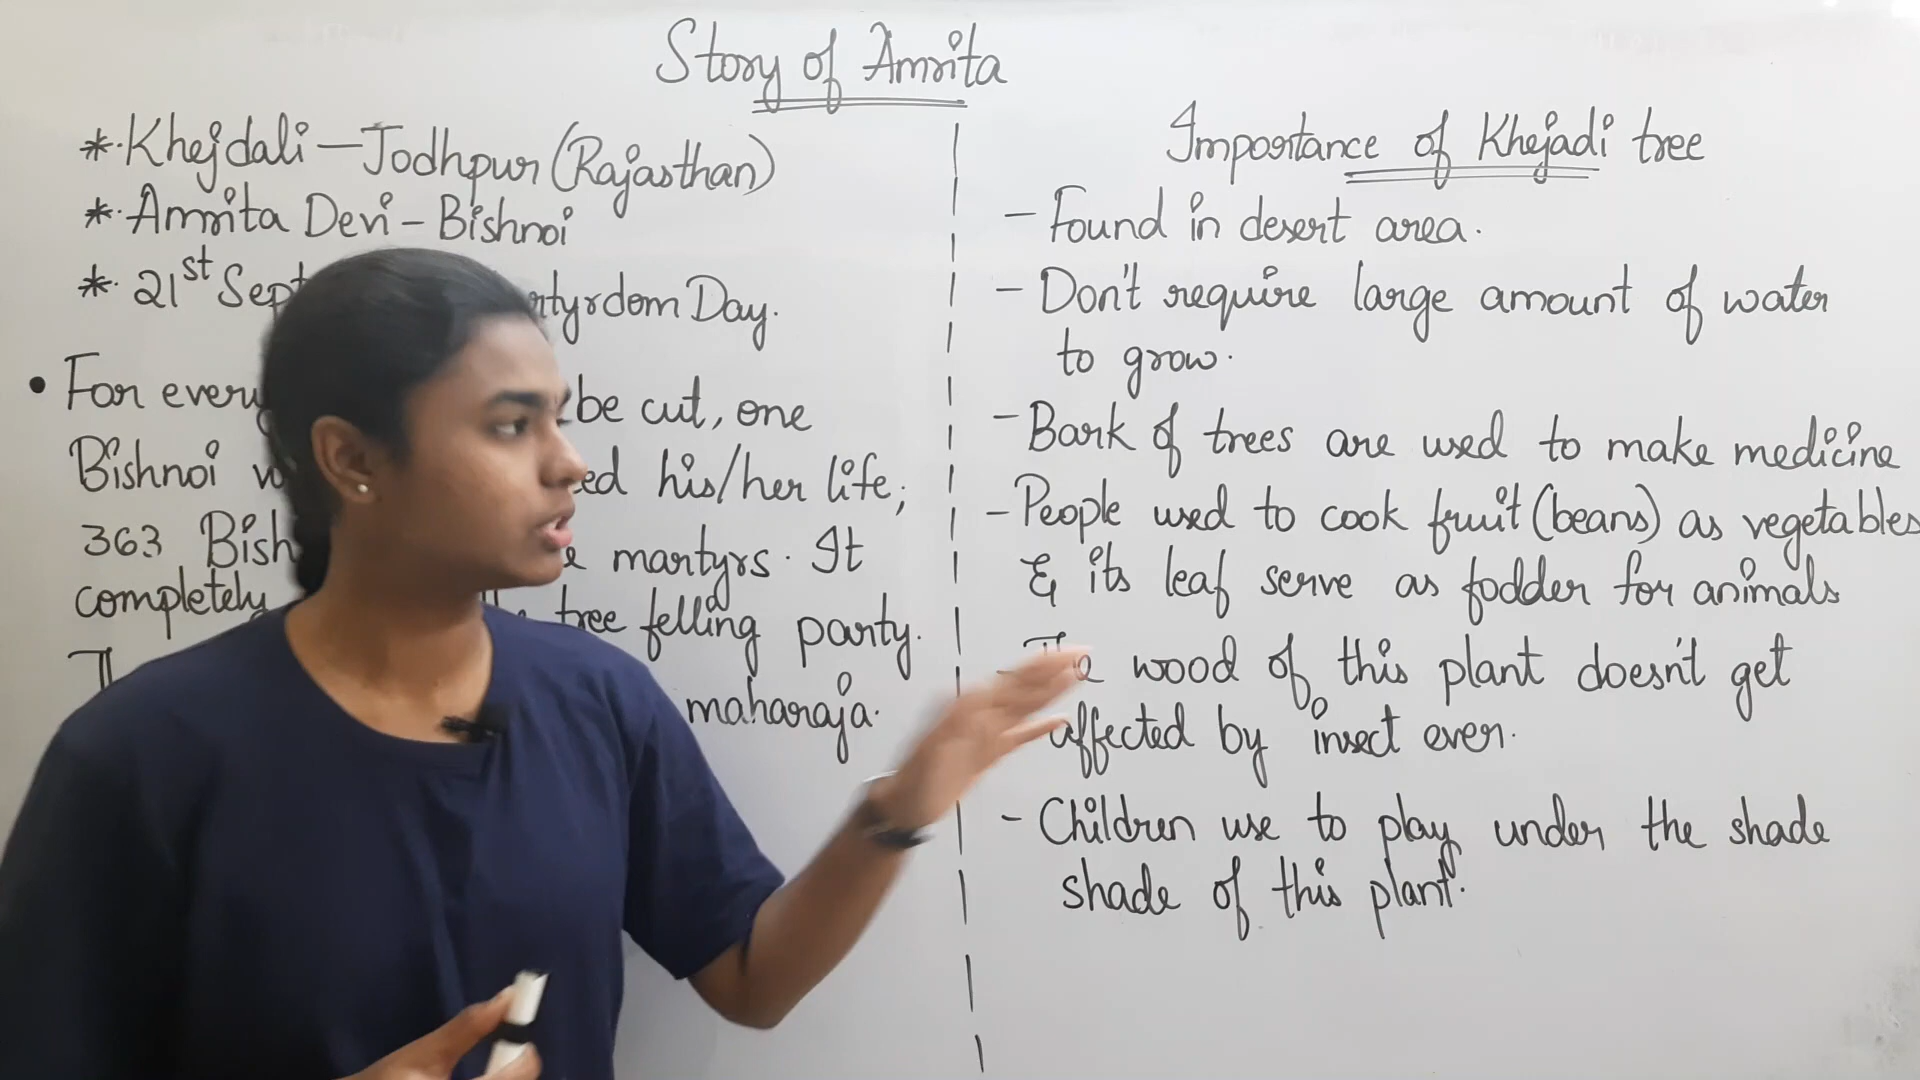 Story of Amrita
*. Khejdali – Jodhpur (Rajasthan)
*. Amrita Devi – Bishnoi
*. 21st Sept Day.
• For every be cut, one
Bishnoi his/her life;
363 martyrs. It
completely tree felling party.
maharaja.
Importance of Khejadi tree
– Found in desert area.
– Don't require large amount of water
to grow.
– Bark of trees are used to make medicine
– People used to cook fruit (beans) as vegetables
& its leaf serve as fodder for animals
– The wood of this plant doesn't get
affected by insect ever.
– Children use to play under the shade
shade of this plant.